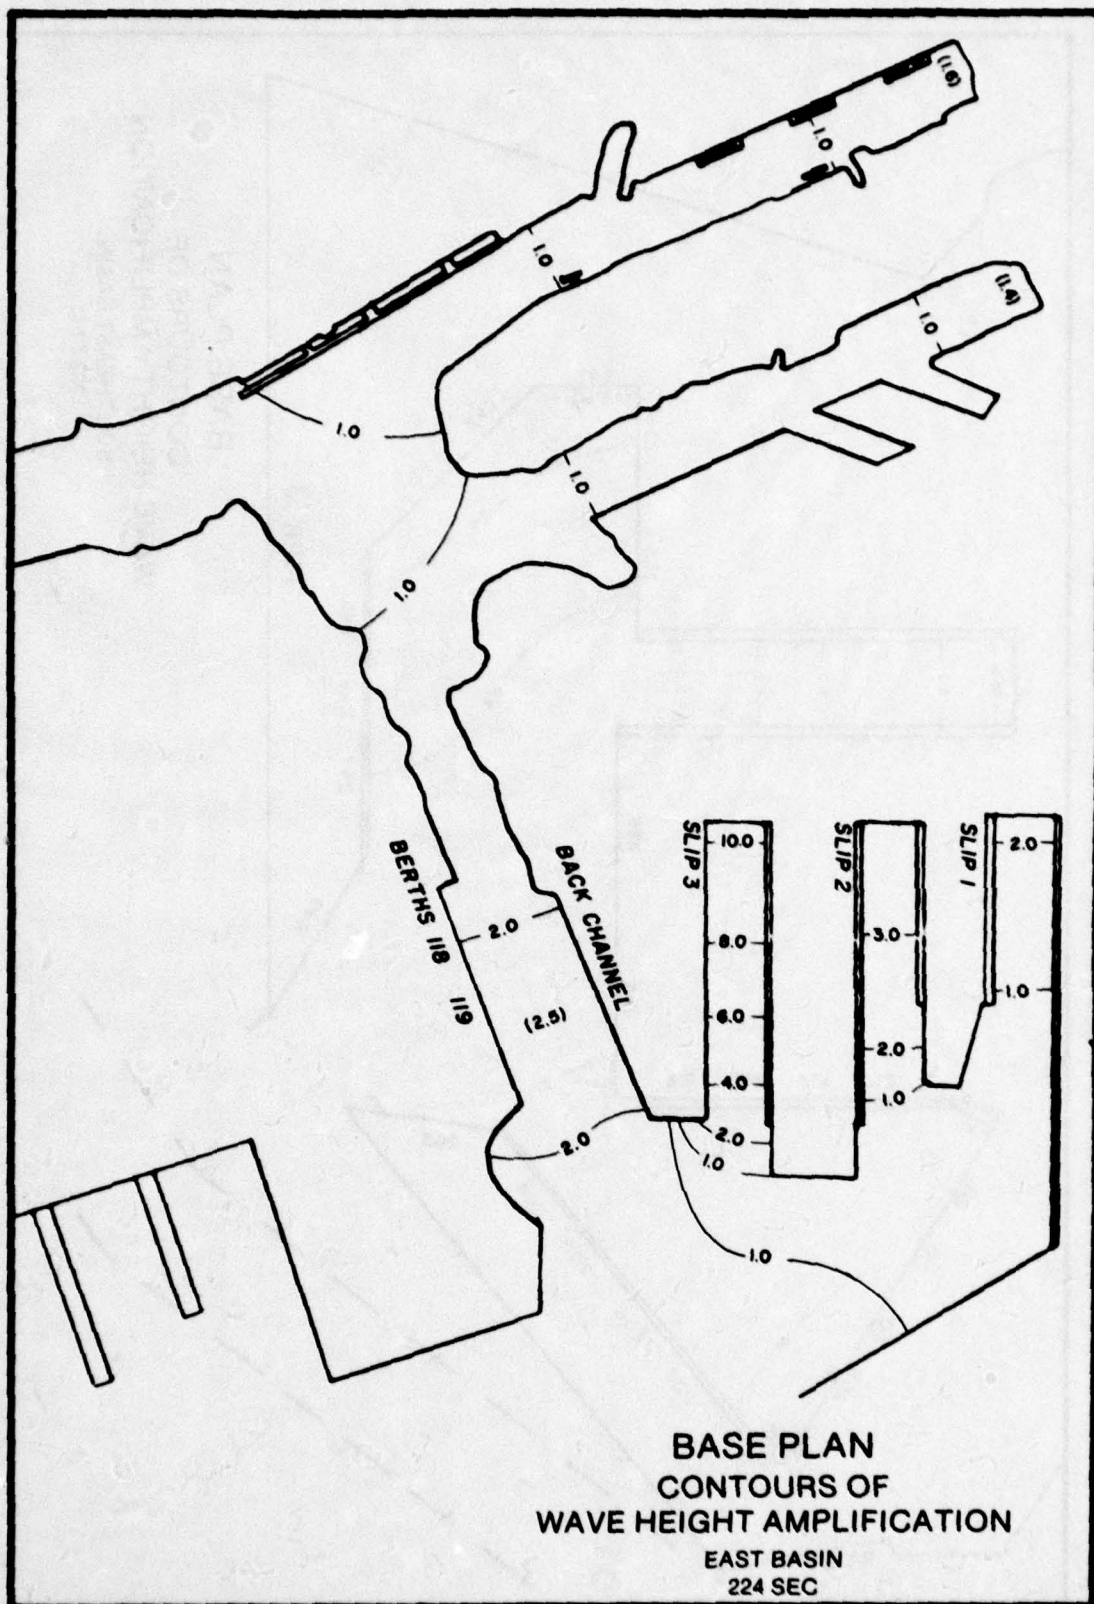 (1.6)
1.0
1.0
(1.4)
1.0
1.0
1.0
1.0
SLIP 3
10.0
SLIP 2
SLIP 1
2.0
BERTHS 118
119
BACK CHANNEL
2.0
3.0
8.0
1.0
(2.5)
6.0
2.0
4.0
1.0
2.0
2.0
1.0
1.0
BASE PLAN
CONTOURS OF
WAVE HEIGHT AMPLIFICATION
EAST BASIN
224 SEC